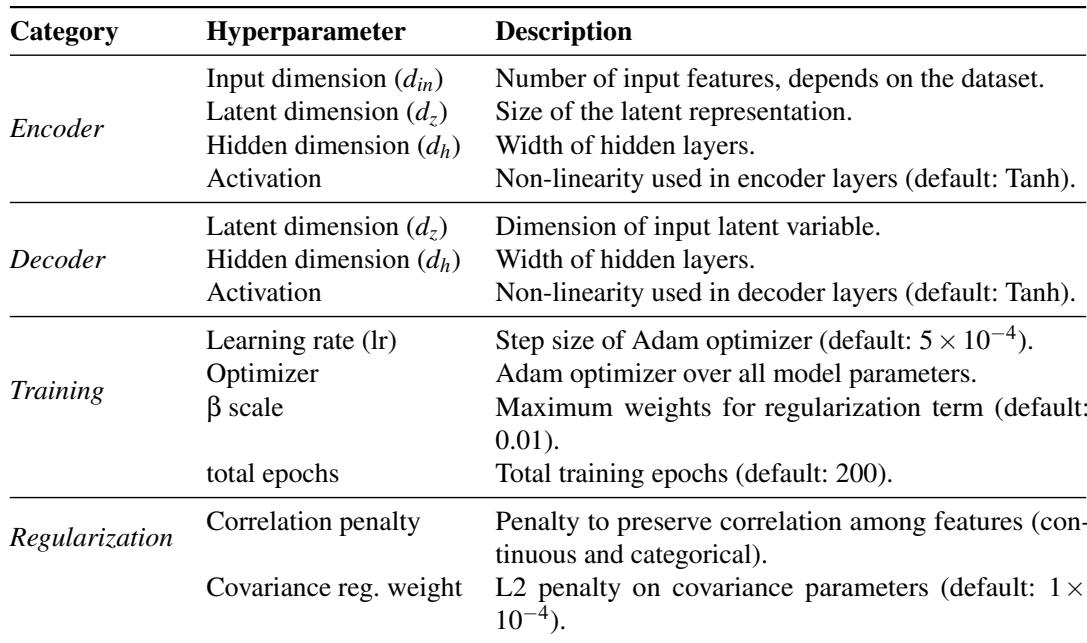 Category Hyperparameter Description
Encoder
Input dimension (d_in) Number of input features, depends on the dataset.
Latent dimension (d_z) Size of the latent representation.
Hidden dimension (d_h) Width of hidden layers.
Activation Non-linearity used in encoder layers (default: Tanh).
Decoder
Latent dimension (d_z) Dimension of input latent variable.
Hidden dimension (d_h) Width of hidden layers.
Activation Non-linearity used in decoder layers (default: Tanh).
Training
Learning rate (lr) Step size of Adam optimizer (default: 5 × 10⁻⁴).
Optimizer Adam optimizer over all model parameters.
β scale Maximum weights for regularization term (default:
0.01).
total epochs Total training epochs (default: 200).
Regularization
Correlation penalty Penalty to preserve correlation among features (con-
tinuous and categorical).
Covariance reg. weight L2 penalty on covariance parameters (default: 1×
10⁻⁴).